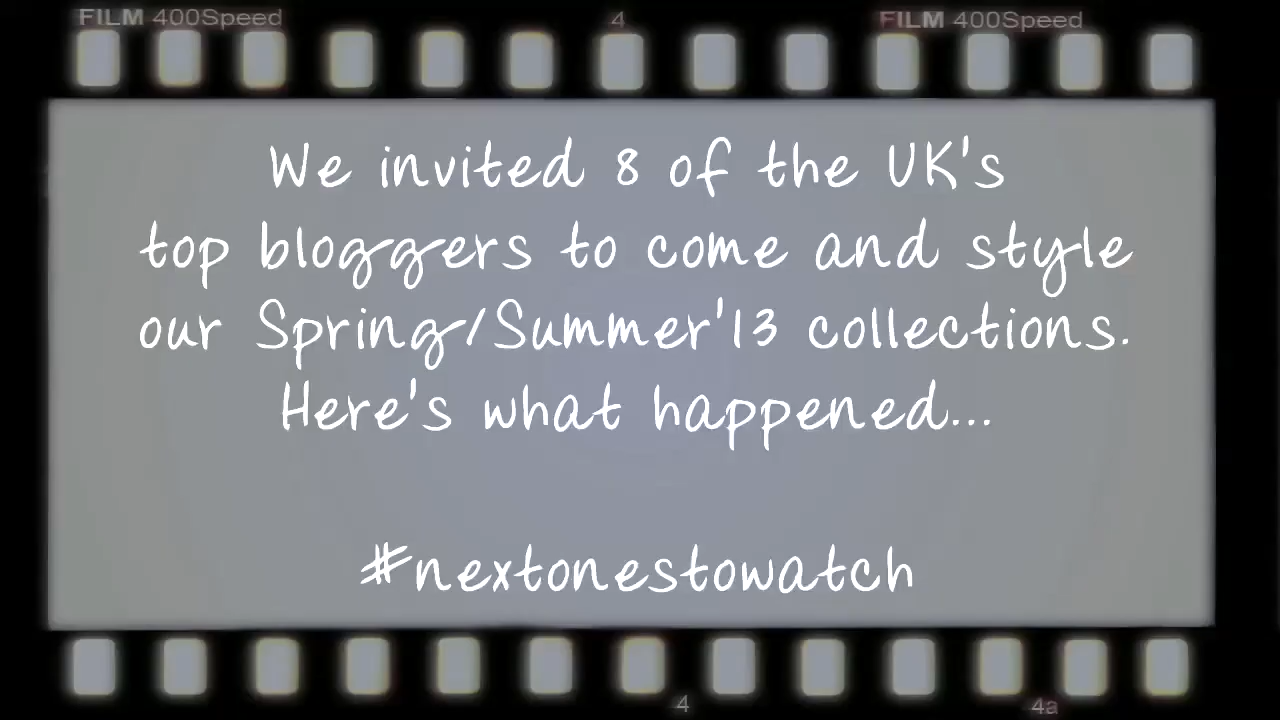 FILM 400Speed 4 FILM 400Speed
We invited 8 of the UK's
top bloggers to come and style
our Spring/Summer'13 collections.
Here's what happened...
#nextonestowatch
4 4a